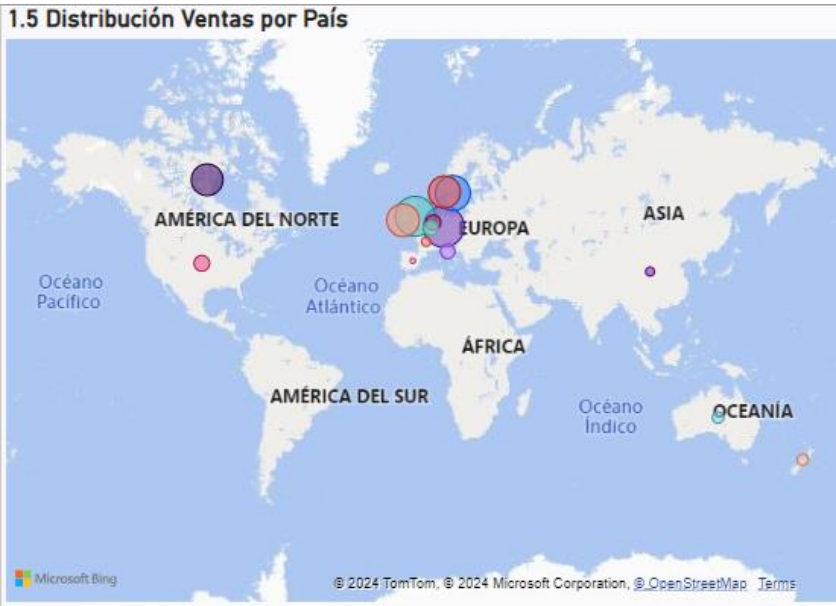 1.5 Distribución Ventas por País
AMÉRICA DEL NORTE
EUROPA
ASIA
Océano
Pacífico
Océano
Atlántico
ÁFRICA
AMÉRICA DEL SUR
Océano
Índico
OCEANÍA
Microsoft Bing
© 2024 TomTom, © 2024 Microsoft Corporation, © OpenStreetMap Terms